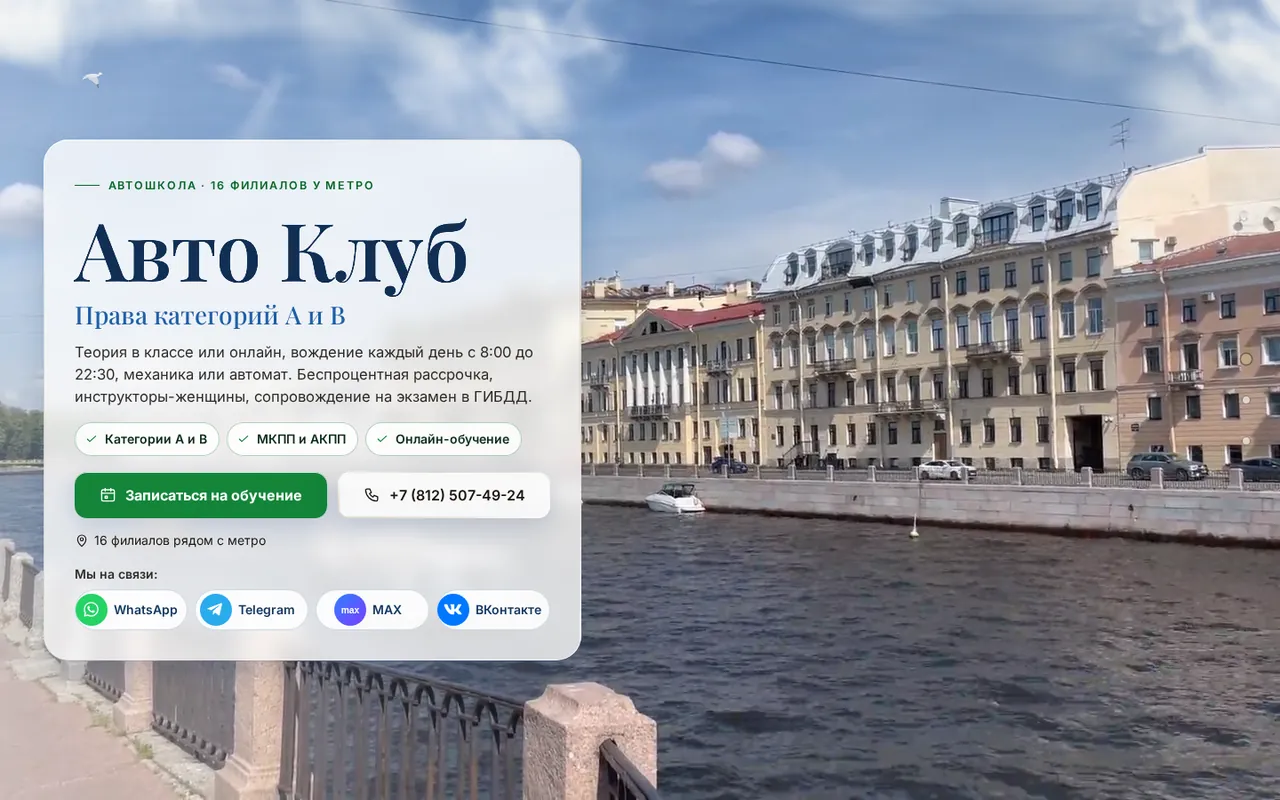 АВТОШКОЛА · 16 ФИЛИАЛОВ У МЕТРО
Авто Клуб
Права категорий А и В
Теория в классе или онлайн, вождение каждый день с 8:00 до
22:30, механика или автомат. Беспроцентная рассрочка,
инструкторы-женщины, сопровождение на экзамен в ГИБДД.
Категории А и В
МКПП и АКПП
Онлайн-обучение
Записаться на обучение
+7 (812) 507-49-24
16 филиалов рядом с метро
Мы на связи:
WhatsApp
Telegram
max MAX
ВКонтакте